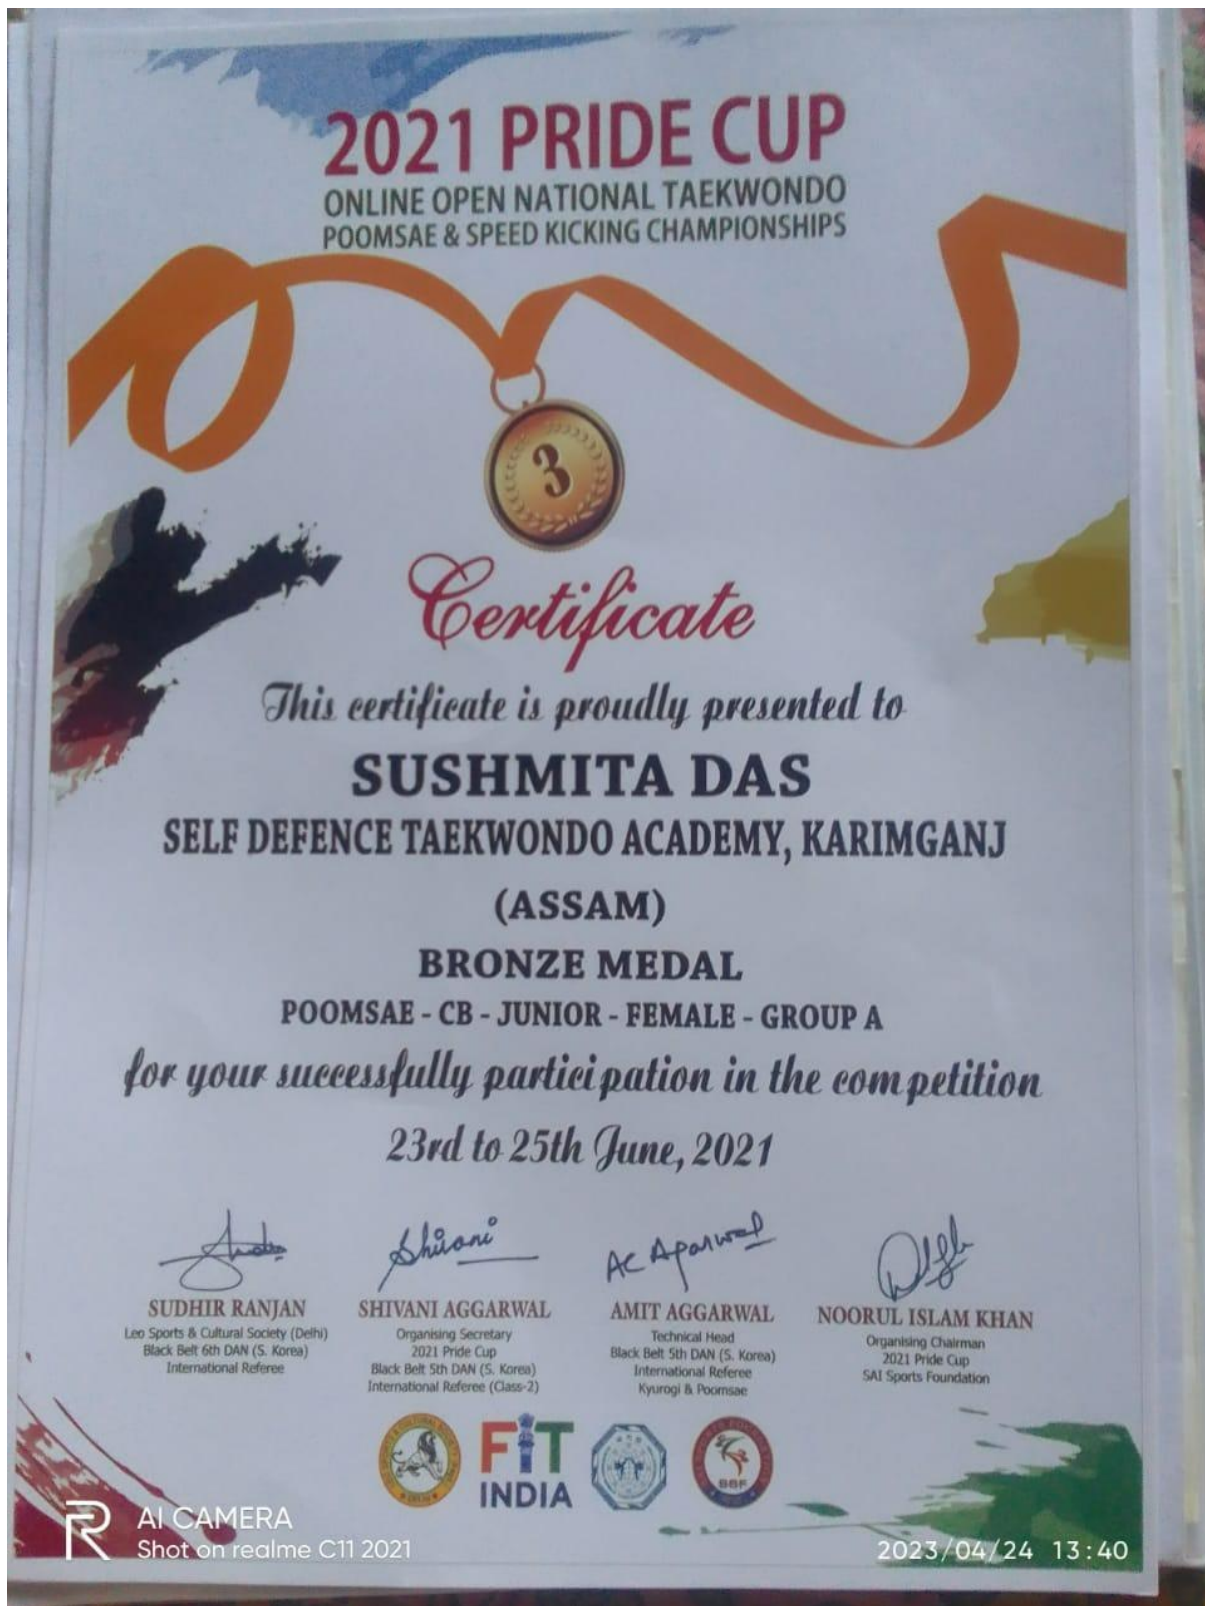 2021 PRIDE CUP
ONLINE OPEN NATIONAL TAEKWONDO
POOMSAE & SPEED KICKING CHAMPIONSHIPS
3
Certificate
This certificate is proudly presented to
SUSHMITA DAS
SELF DEFENCE TAEKWONDO ACADEMY, KARIMGANJ
(ASSAM)
BRONZE MEDAL
POOMSAE - CB - JUNIOR - FEMALE - GROUP A
for your successfully participation in the competition
23rd to 25th June, 2021
Shivani
AC Agarwal
SUDHIR RANJAN
Leo Sports & Cultural Society (Delhi)
Black Belt 6th DAN (S. Korea)
International Referee
SHIVANI AGGARWAL
Organising Secretary
2021 Pride Cup
Black Belt 5th DAN (S. Korea)
International Referee (Class-2)
AMIT AGGARWAL
Technical Head
Black Belt 5th DAN (S. Korea)
International Referee
Kyurogi & Poomsae
NOORUL ISLAM KHAN
Organising Chairman
2021 Pride Cup
SAI Sports Foundation
FIT
INDIA
SSF
R
AI CAMERA
Shot on realme C11 2021
2023/04/24 13:40